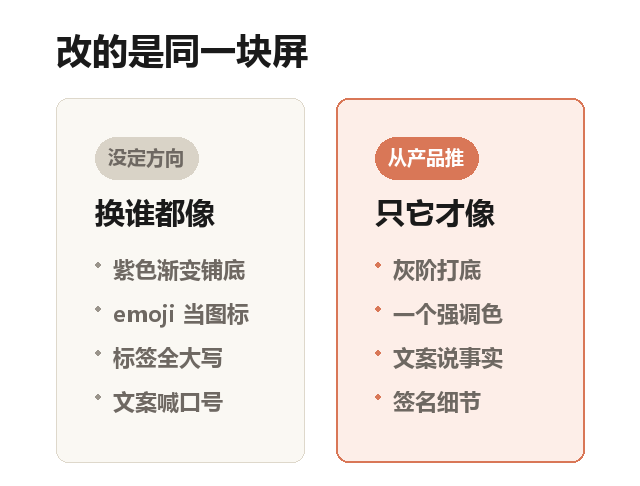 改的是同一块屏
没定方向
换谁都像
紫色渐变铺底
emoji 当图标
标签全大写
文案喊口号
从产品推
只它才像
灰阶打底
一个强调色
文案说事实
签名细节